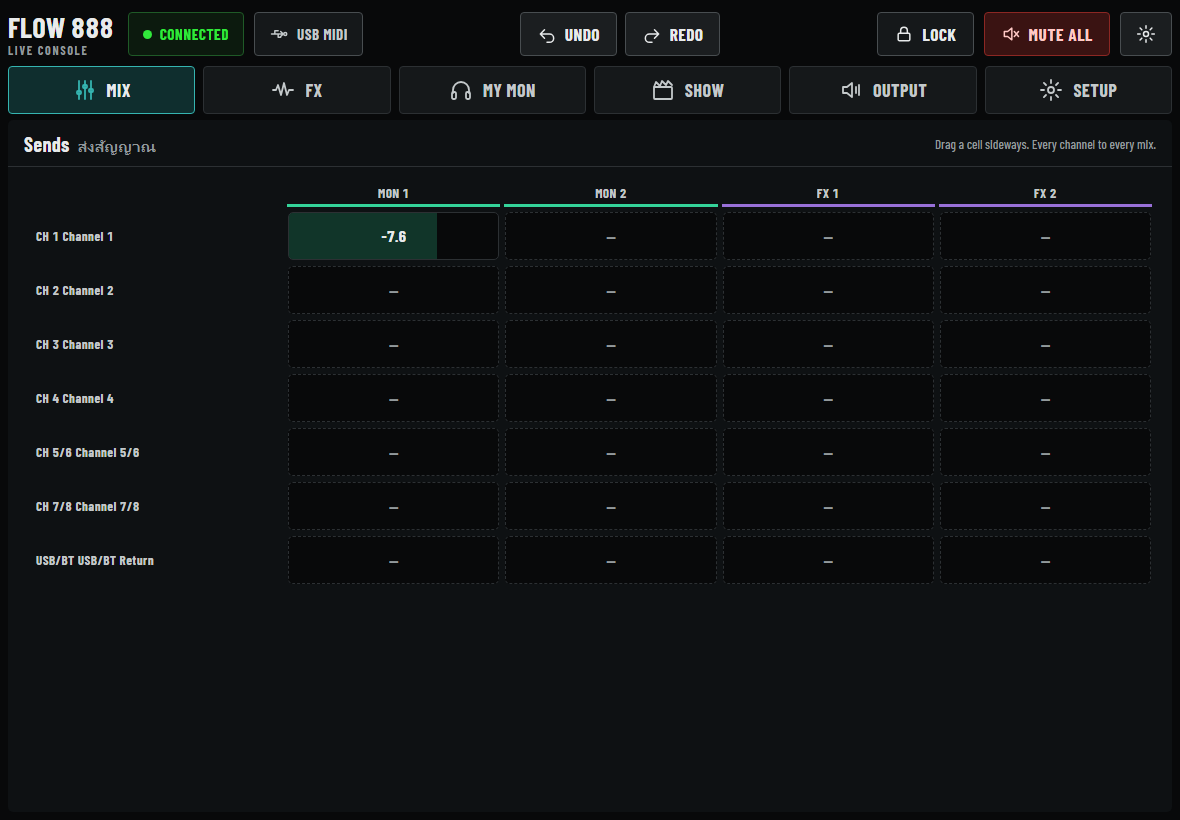 FLOW 888
LIVE CONSOLE
CONNECTED
USB MIDI
UNDO
REDO
LOCK
MUTE ALL
MIX
FX
MY MON
SHOW
OUTPUT
SETUP
Sends ส่งสัญญาณ
Drag a cell sideways. Every channel to every mix.
MON 1 MON 2 FX 1 FX 2
CH 1 Channel 1 -7.6 – – –
CH 2 Channel 2 – – – –
CH 3 Channel 3 – – – –
CH 4 Channel 4 – – – –
CH 5/6 Channel 5/6 – – – –
CH 7/8 Channel 7/8 – – – –
USB/BT USB/BT Return – – – –